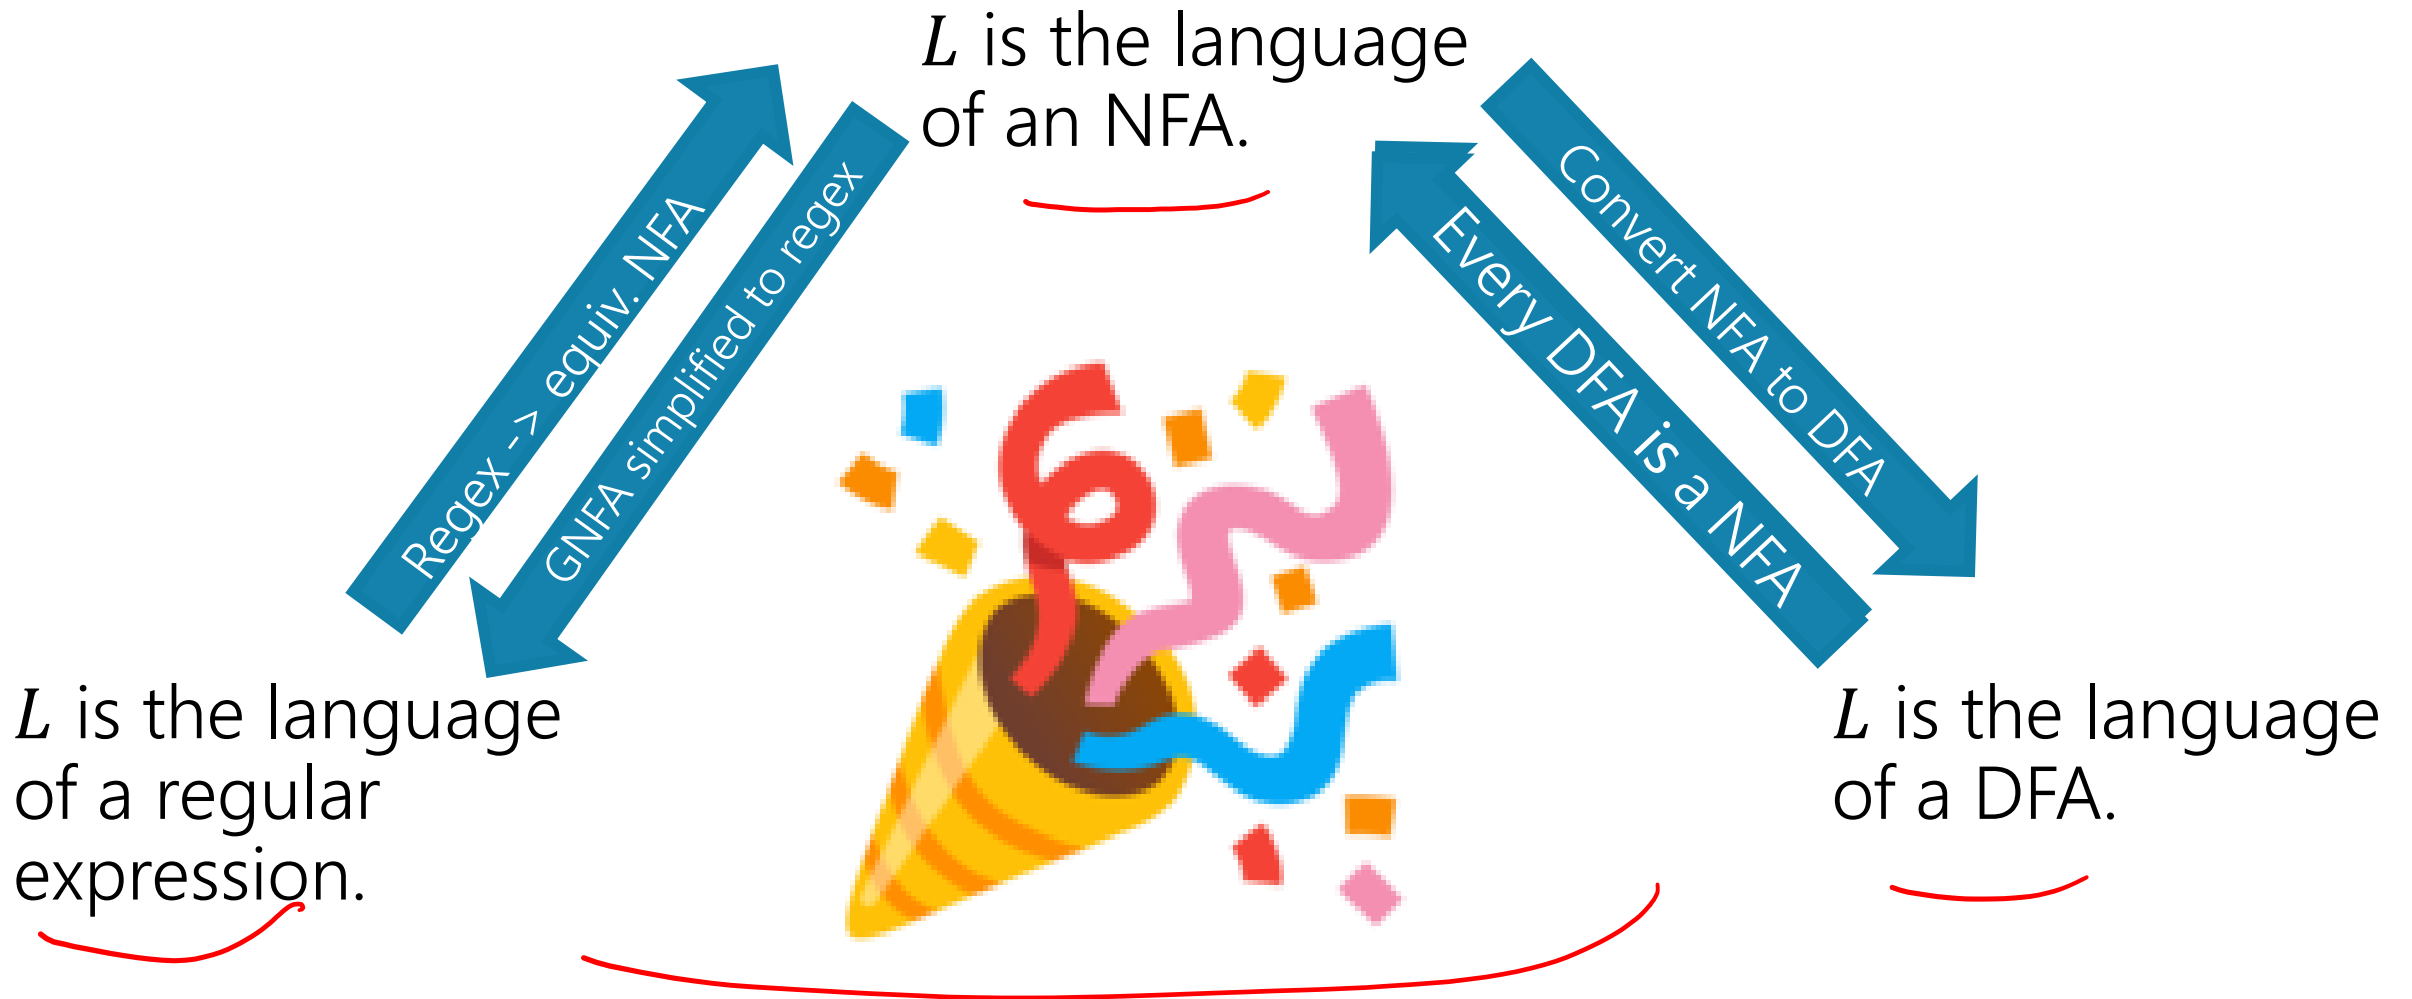 L is the language
of an NFA.
Regex -> equiv. NFA
GNFA simplified to regex
Convert NFA to DFA
Every DFA is a NFA
L is the language
of a regular
expression.
L is the language
of a DFA.